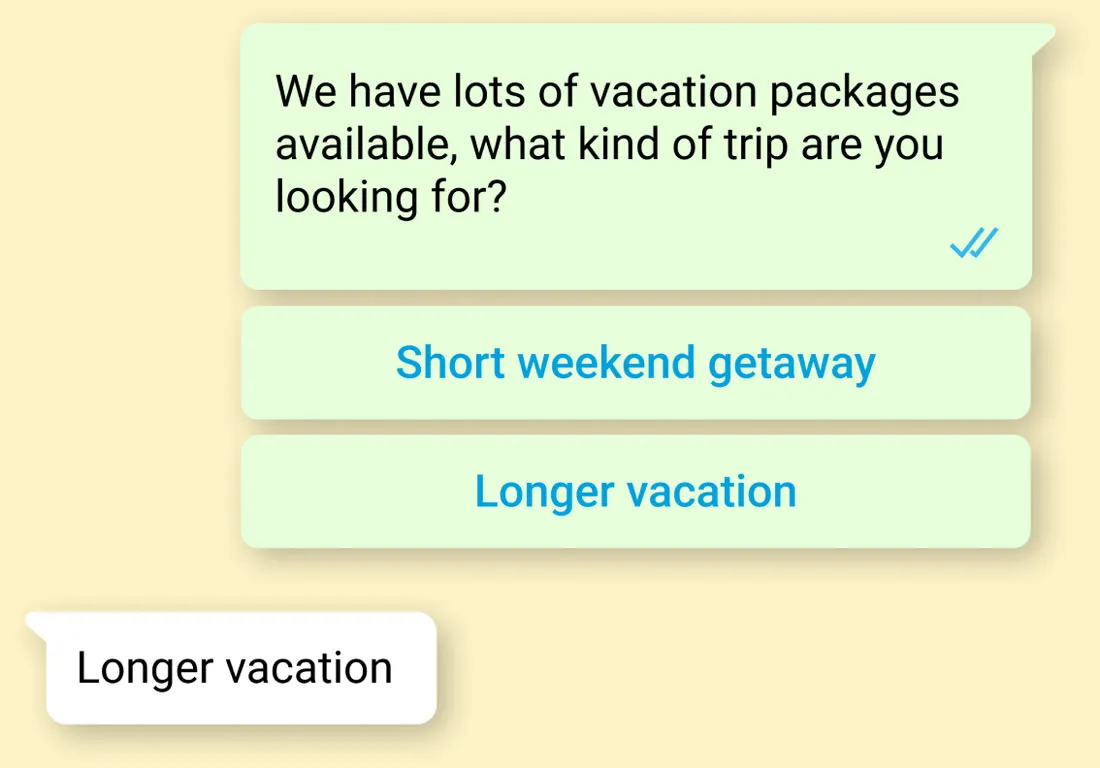 We have lots of vacation packages
available, what kind of trip are you
looking for?
Short weekend getaway
Longer vacation
Longer vacation